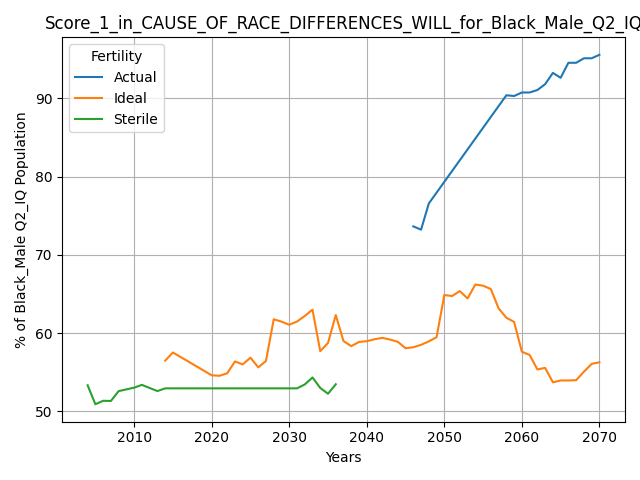 Score_1_in_CAUSE_OF_RACE_DIFFERENCES_WILL_for_Black_Male_Q2_IQ
Fertility
Actual
Ideal
Sterile
% of Black_Male Q2_IQ Population
90
80
70
60
50
2010 2020 2030 2040 2050 2060 2070
Years